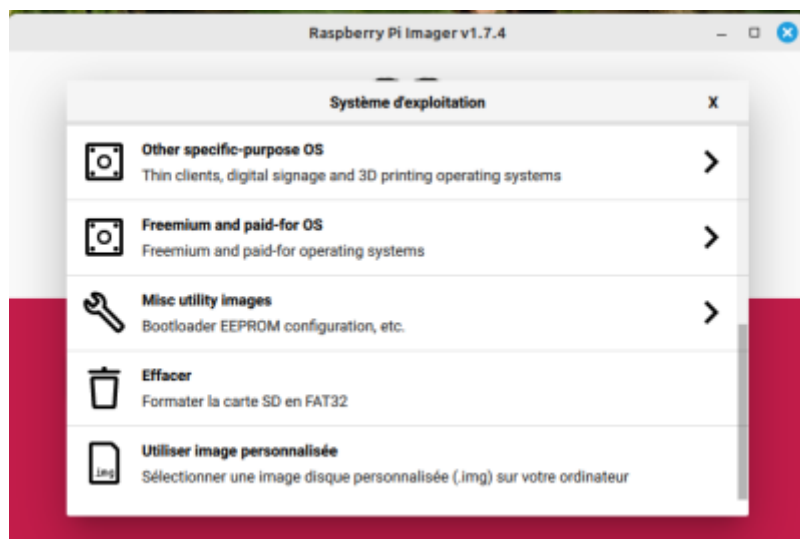 Raspberry Pi Imager v1.7.4
Système d'exploitation
X
Other specific-purpose OS
Thin clients, digital signage and 3D printing operating systems
Freemium and paid-for OS
Freemium and paid-for operating systems
Misc utility images
Bootloader EEPROM configuration, etc.
Effacer
Formater la carte SD en FAT32
.img
Utiliser image personnalisée
Sélectionner une image disque personnalisée (.img) sur votre ordinateur